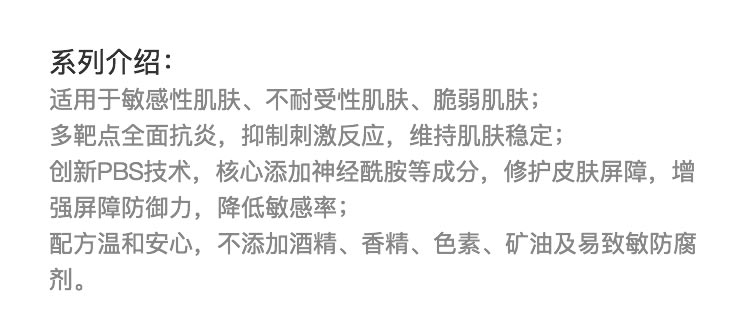 系列介绍：
适用于敏感性肌肤、不耐受性肌肤、脆弱肌肤；
多靶点全面抗炎，抑制刺激反应，维持肌肤稳定；
创新PBS技术，核心添加神经酰胺等成分，修护皮肤屏障，增
强屏障防御力，降低敏感率；
配方温和安心，不添加酒精、香精、色素、矿油及易致敏防腐
剂。